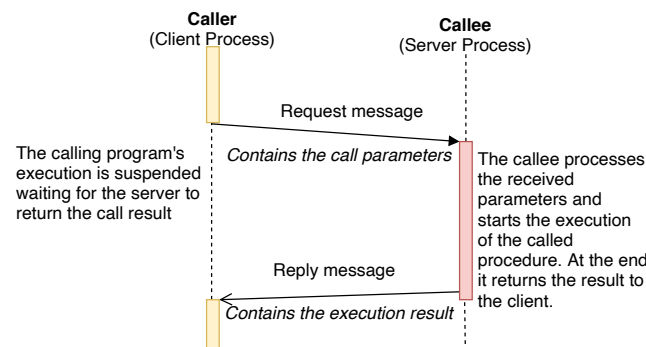 Caller
(Client Process)
Callee
(Server Process)
Request message
Contains the call parameters
The calling program's
execution is suspended
waiting for the server to
return the call result
The callee processes
the received
parameters and
starts the execution
of the called
procedure. At the end
it returns the result to
the client.
Reply message
Contains the execution result